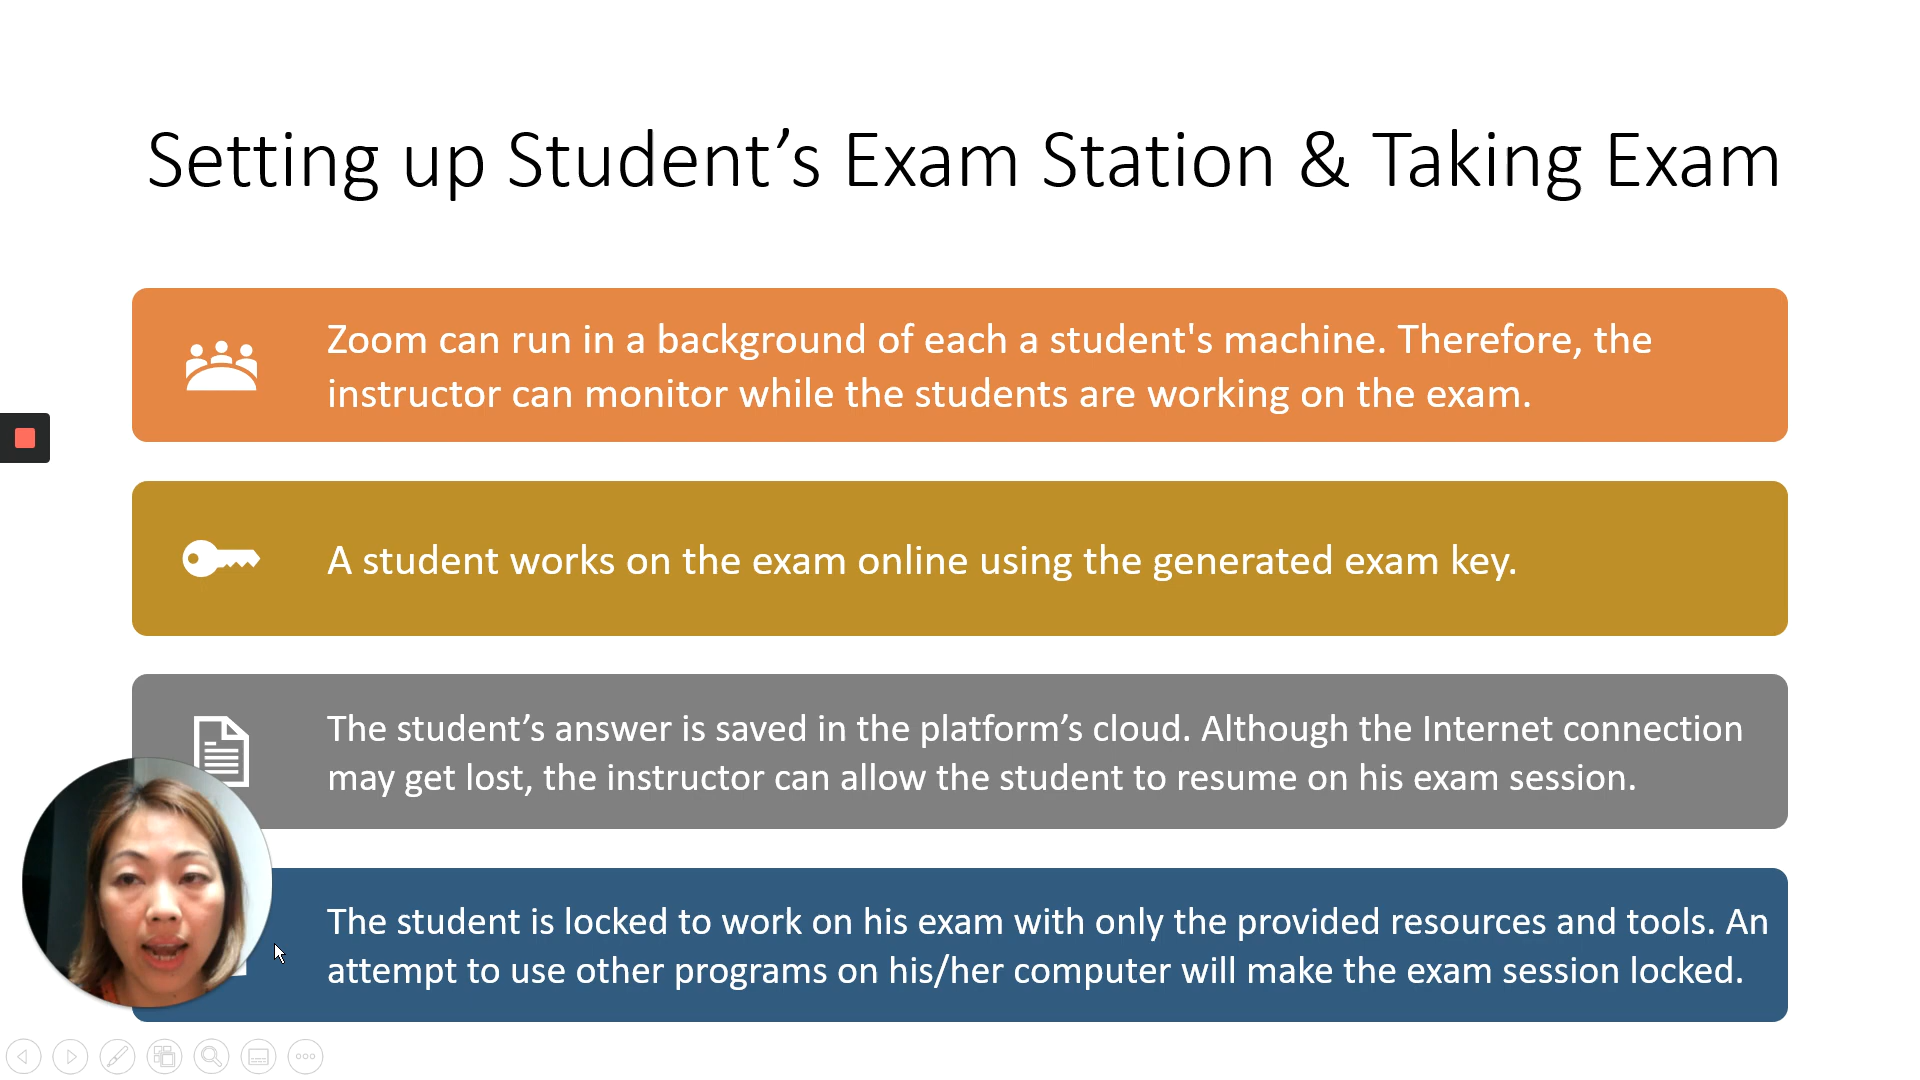 Setting up Student’s Exam Station & Taking Exam
Zoom can run in a background of each a student's machine. Therefore, the
instructor can monitor while the students are working on the exam.
A student works on the exam online using the generated exam key.
The student’s answer is saved in the platform’s cloud. Although the Internet connection
may get lost, the instructor can allow the student to resume on his exam session.
The student is locked to work on his exam with only the provided resources and tools. An
attempt to use other programs on his/her computer will make the exam session locked.